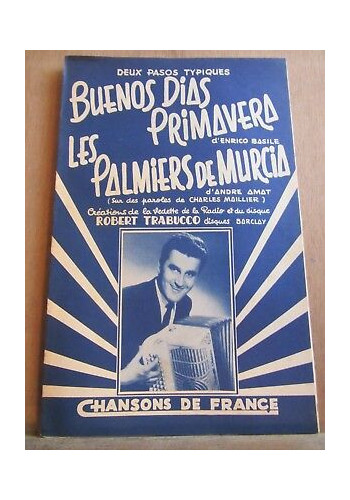 DEUX PASOS TYPIQUES
BUENOS DIAS
PRIMAVERA
d'ENRICO BASILE
LES
PALMIERS DE MURCIA
d'ANDRE AMAT
(Sur des paroles de CHARLES MAILLIER)
Créations de la Vedette de la Radio et du disque
ROBERT TRABUCCO disques BARCLAY
CHANSONS DE FRANCE